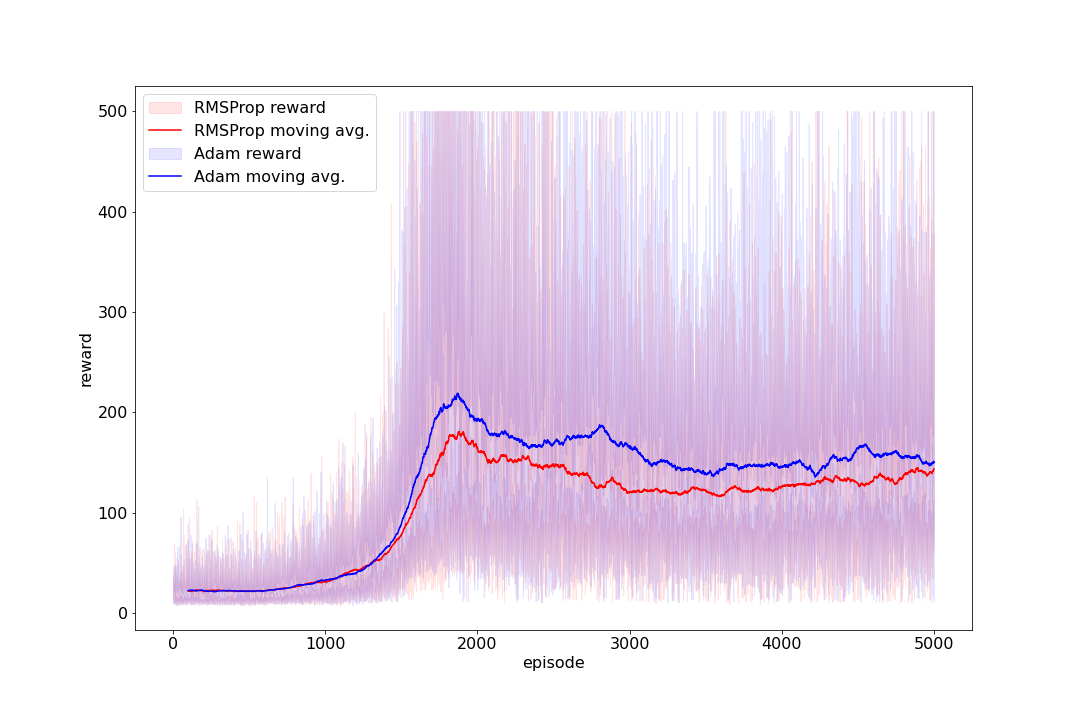 500
400
300
200
100
0
reward
RMSProp reward
RMSProp moving avg.
Adam reward
Adam moving avg.
0 1000 2000 3000 4000 5000
episode